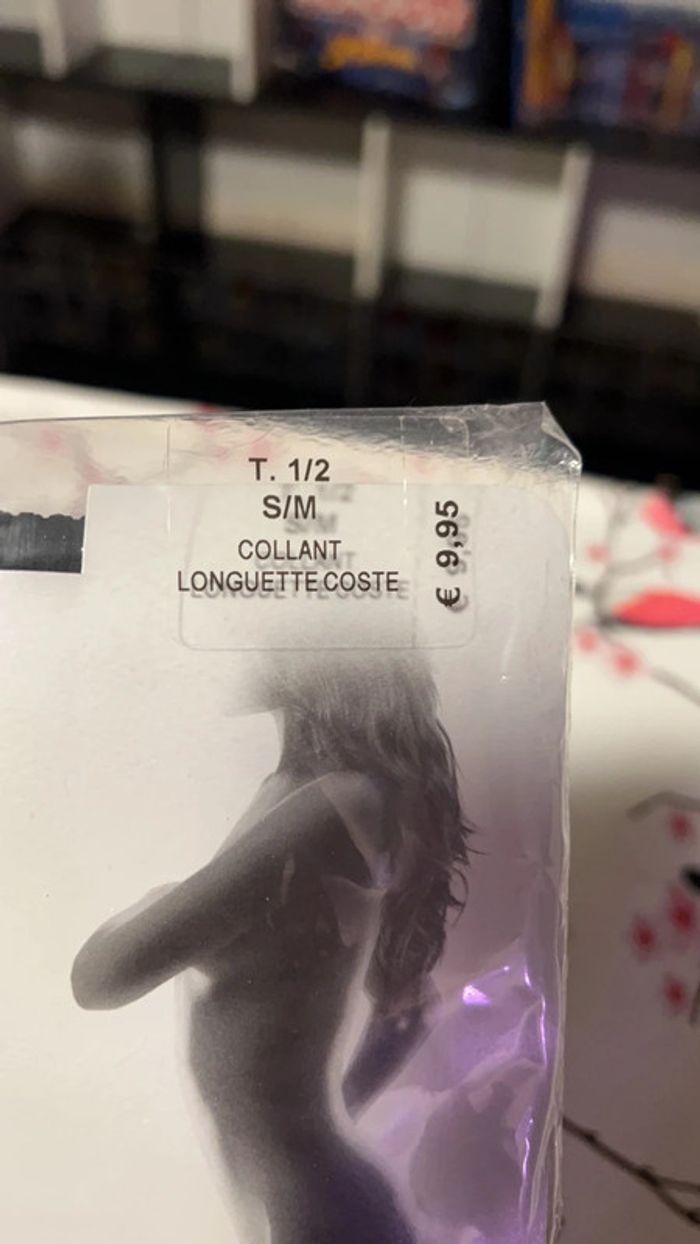 T. 1/2
S/M
COLLANT
LONGUETTE COSTE
€ 9,95